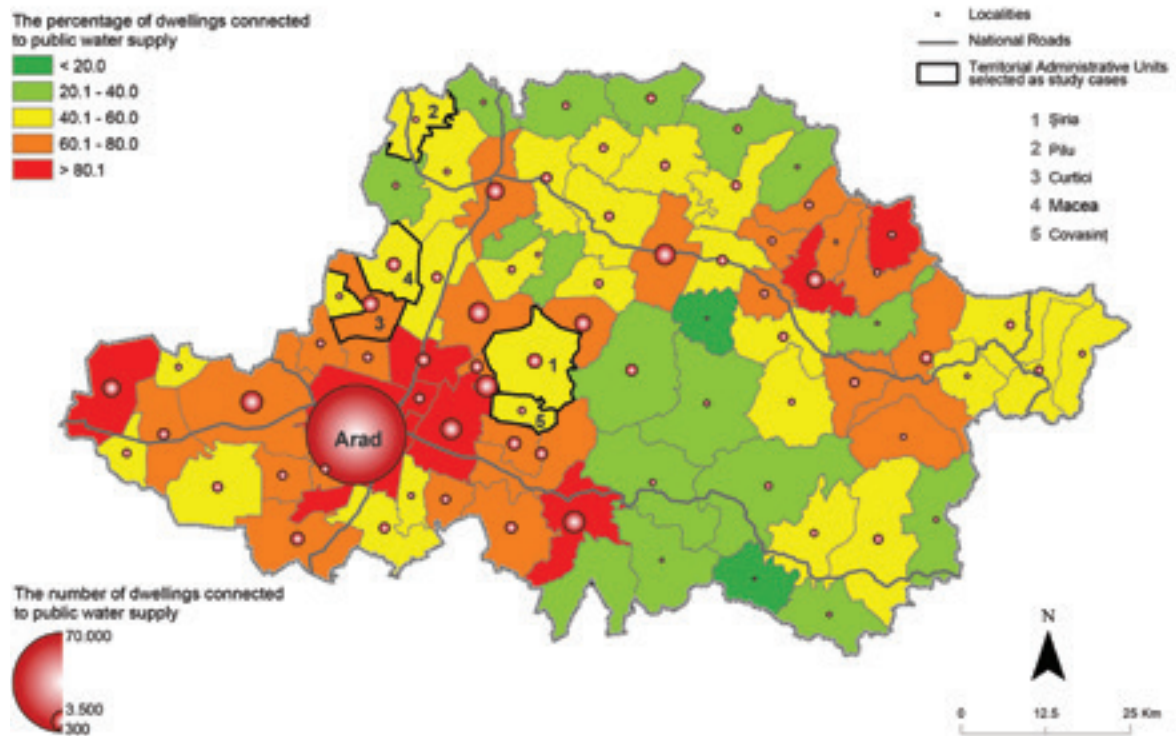 The percentage of dwellings connected
to public water supply
< 20.0
20.1 - 40.0
40.1 - 60.0
60.1 - 80.0
> 80.1
Localities
National Roads
Territorial Administrative Units
selected as study cases
1 Șiria
2 Pilu
3 Curtici
4 Macea
5 Covasinț
2
4
3
1
5
Arad
The number of dwellings connected
to public water supply
70.000
3.500
300
N
0 12.5 25 Km